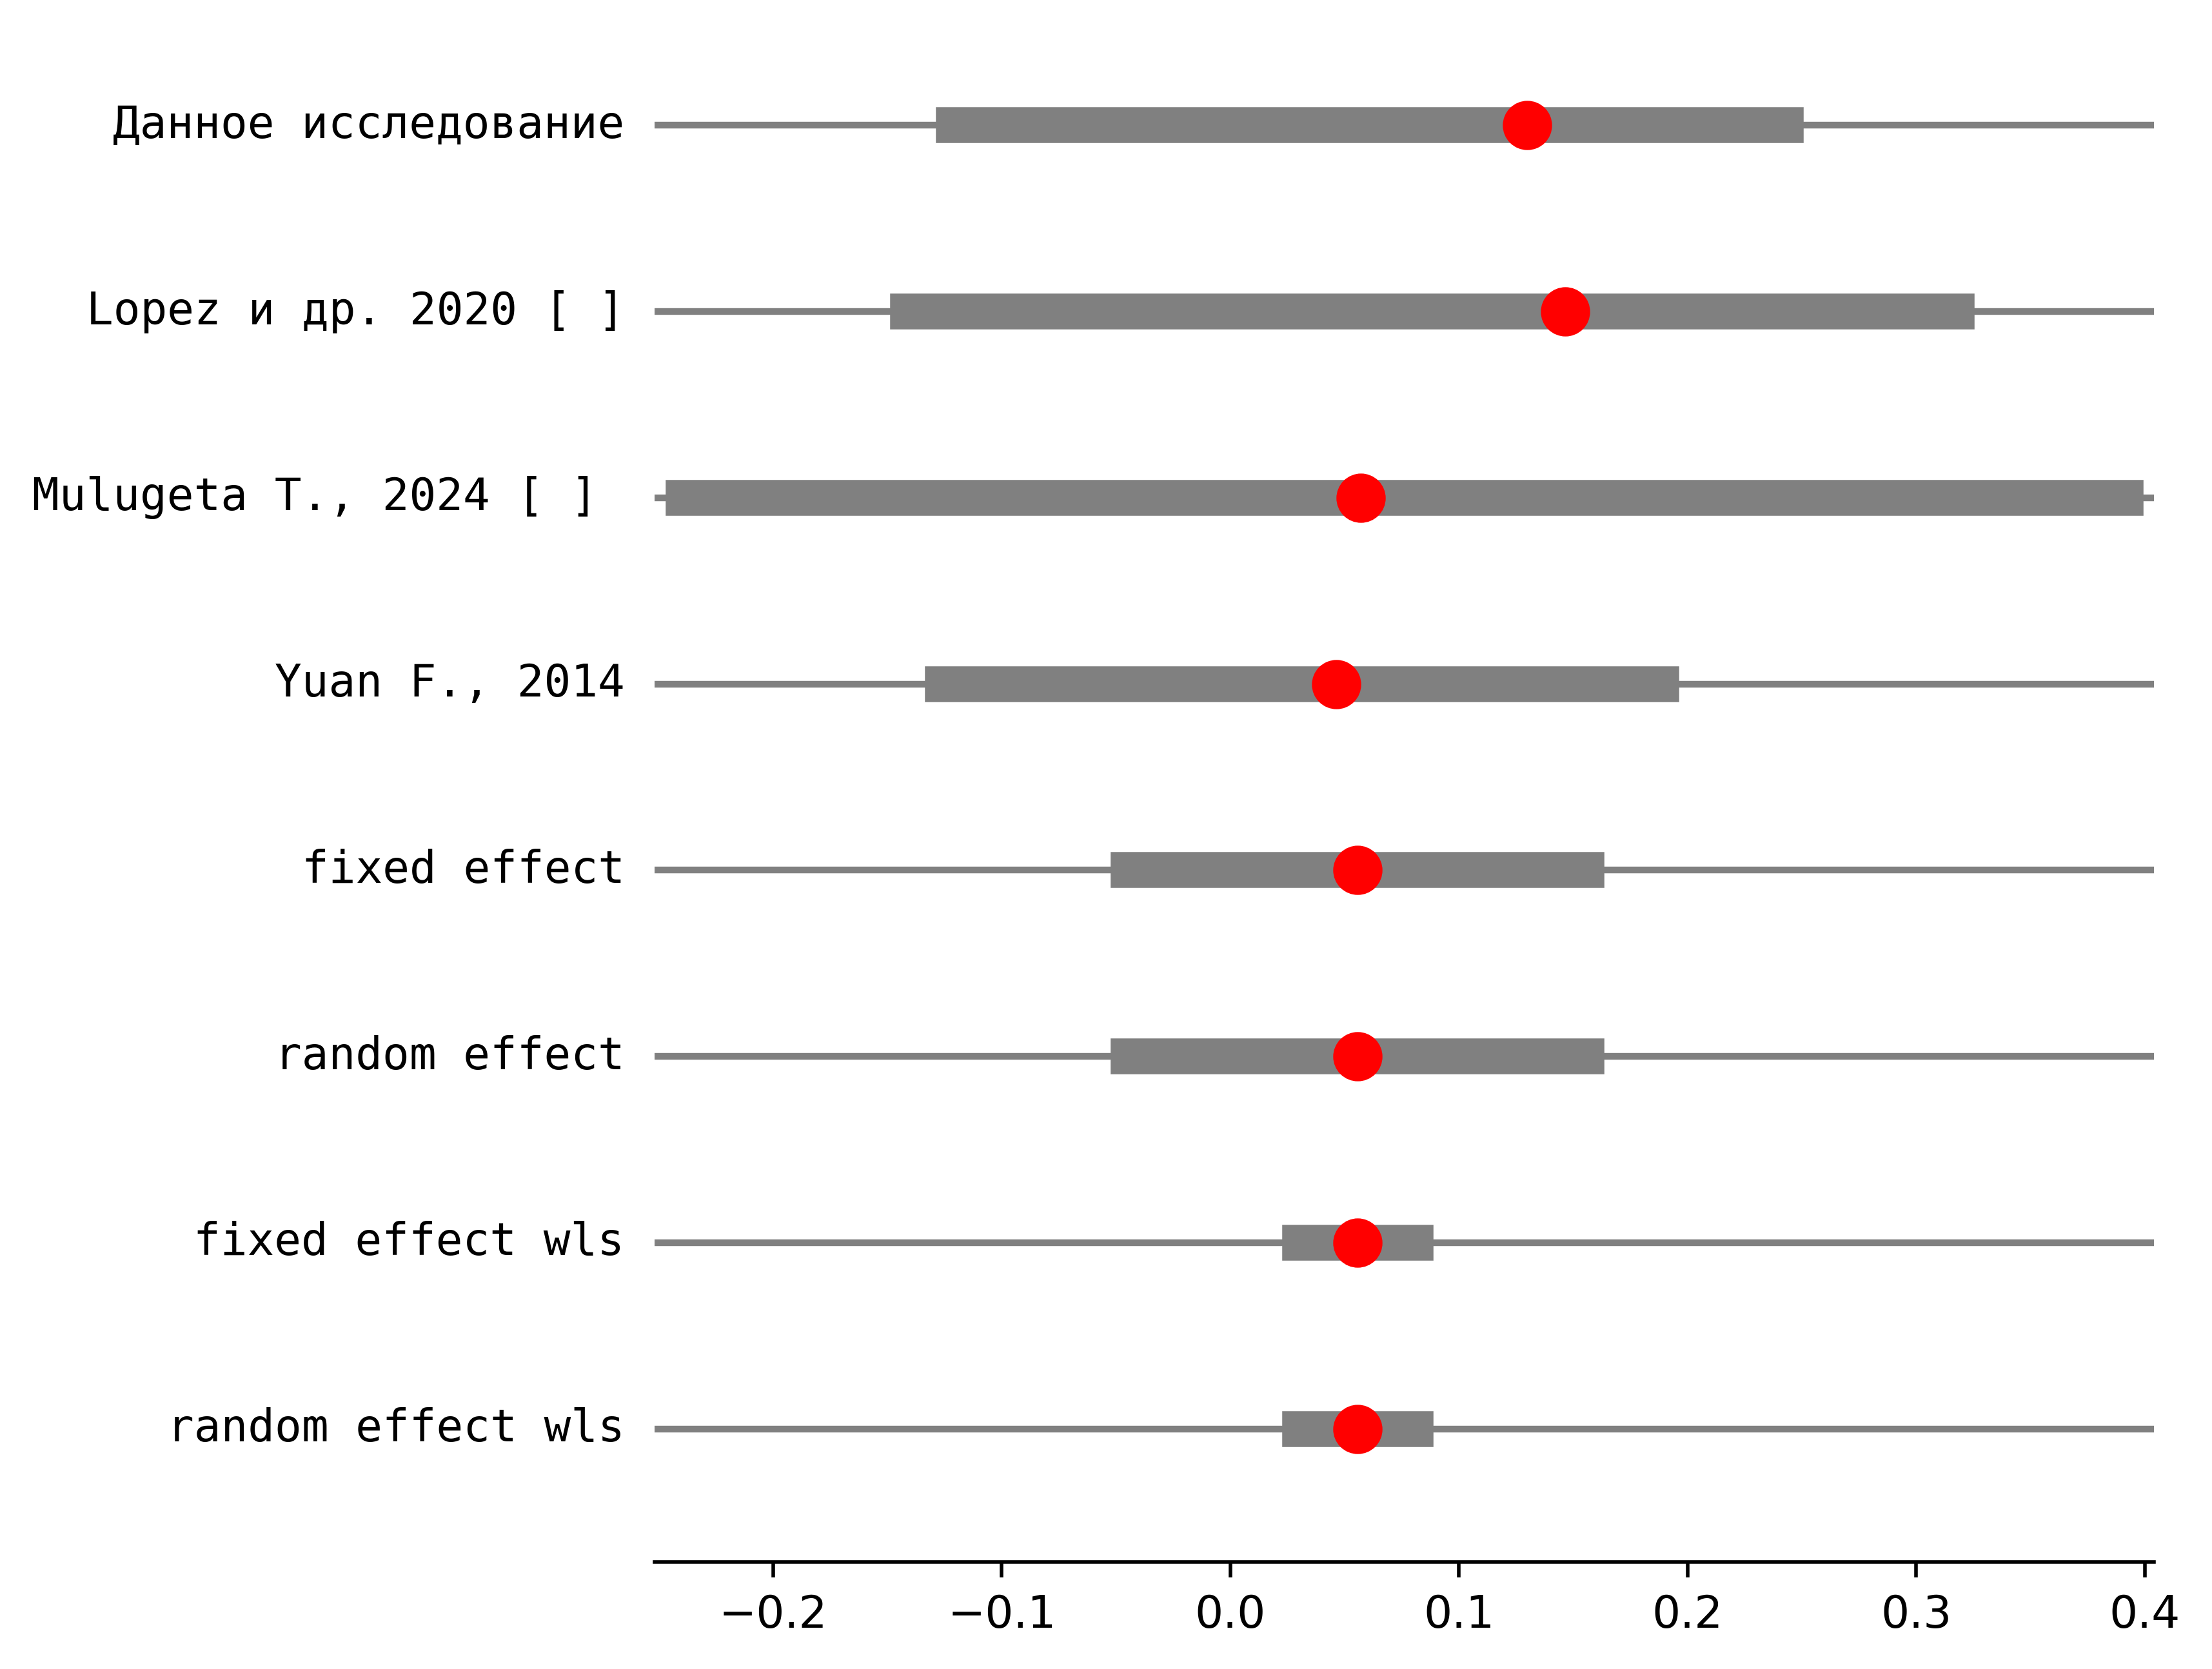 Данное исследование
Lopez и др. 2020 [ ]
Mulugeta T., 2024 [ ]
Yuan F., 2014
fixed effect
random effect
fixed effect wls
random effect wls
−0.2 −0.1 0.0 0.1 0.2 0.3 0.4